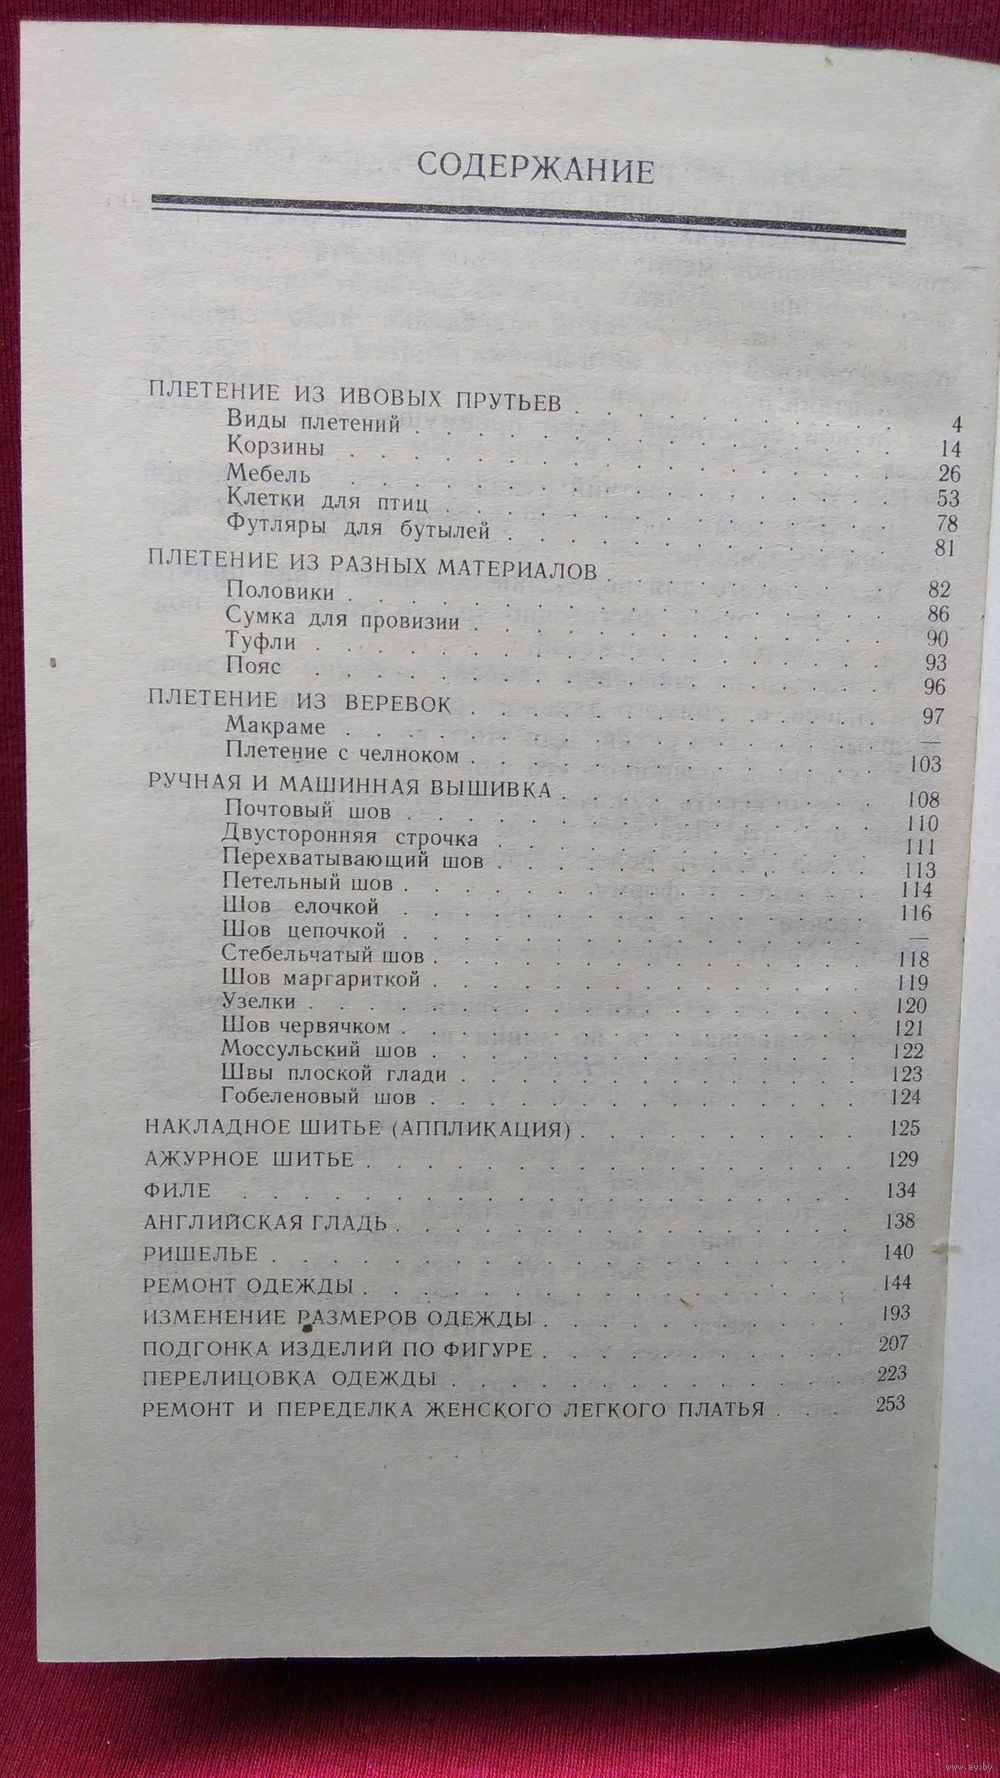 СОДЕРЖАНИЕ
ПЛЕТЕНИЕ ИЗ ИВОВЫХ ПРУТЬЕВ . . . . . . . . . . 4
Виды плетений . . . . . . . . . . 14
Корзины . . . . . . . . . . 26
Мебель . . . . . . . . . . 53
Клетки для птиц . . . . . . . . . . 78
Футляры для бутылей . . . . . . . . . . 81
ПЛЕТЕНИЕ ИЗ РАЗНЫХ МАТЕРИАЛОВ . . . . . . . . . . 82
Половики . . . . . . . . . . 86
Сумка для провизии . . . . . . . . . . 90
Туфли . . . . . . . . . . 93
Пояс . . . . . . . . . . 96
ПЛЕТЕНИЕ ИЗ ВЕРЕВОК . . . . . . . . . . 97
Макраме . . . . . . . . . . —
Плетение с челноком . . . . . . . . . . 103
РУЧНАЯ И МАШИННАЯ ВЫШИВКА . . . . . . . . . . 108
Почтовый шов . . . . . . . . . . 110
Двусторонняя строчка . . . . . . . . . . 111
Перехватывающий шов . . . . . . . . . . 113
Петельный шов . . . . . . . . . . 114
Шов елочкой . . . . . . . . . . 116
Шов цепочкой . . . . . . . . . . —
Стебельчатый шов . . . . . . . . . . 118
Шов маргариткой . . . . . . . . . . 119
Узелки . . . . . . . . . . 120
Шов червячком . . . . . . . . . . 121
Моссульский шов . . . . . . . . . . 122
Швы плоской глади . . . . . . . . . . 123
Гобеленовый шов . . . . . . . . . . 124
НАКЛАДНОЕ ШИТЬЕ (АППЛИКАЦИЯ) . . . . . . . . . . 125
АЖУРНОЕ ШИТЬЕ . . . . . . . . . . 129
ФИЛЕ . . . . . . . . . . 134
АНГЛИЙСКАЯ ГЛАДЬ . . . . . . . . . . 138
РИШЕЛЬЕ . . . . . . . . . . 140
РЕМОНТ ОДЕЖДЫ . . . . . . . . . . 144
ИЗМЕНЕНИЕ РАЗМЕРОВ ОДЕЖДЫ . . . . . . . . . . 193
ПОДГОНКА ИЗДЕЛИЙ ПО ФИГУРЕ . . . . . . . . . . 207
ПЕРЕЛИЦОВКА ОДЕЖДЫ . . . . . . . . . . 223
РЕМОНТ И ПЕРЕДЕЛКА ЖЕНСКОГО ЛЕГКОГО ПЛАТЬЯ . . . 253
www.ay.by